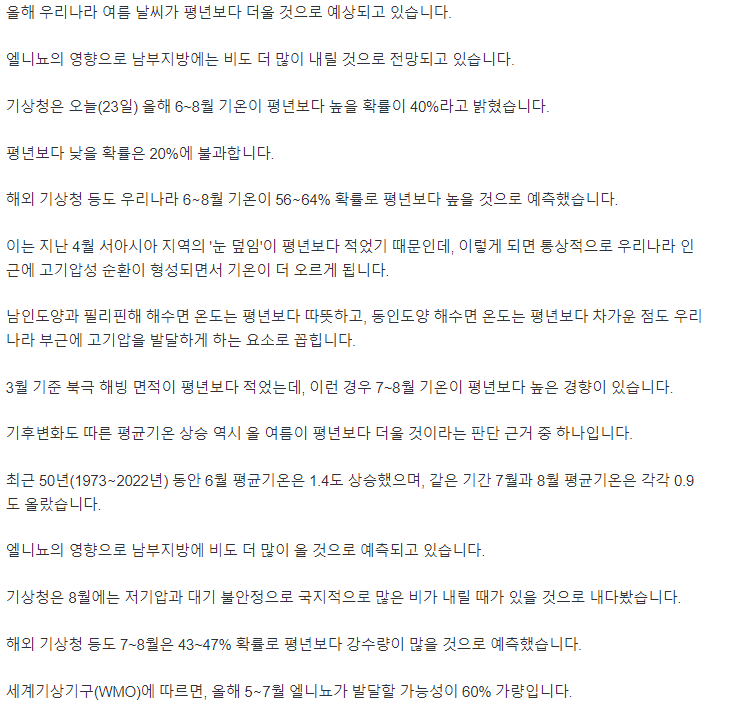 올해 우리나라 여름 날씨가 평년보다 더울 것으로 예상되고 있습니다.
엘니뇨의 영향으로 남부지방에는 비도 더 많이 내릴 것으로 전망되고 있습니다.
기상청은 오늘(23일) 올해 6~8월 기온이 평년보다 높을 확률이 40%라고 밝혔습니다.
평년보다 낮을 확률은 20%에 불과합니다.
해외 기상청 등도 우리나라 6~8월 기온이 56~64% 확률로 평년보다 높을 것으로 예측했습니다.
이는 지난 4월 서아시아 지역의 '눈 덮임'이 평년보다 적었기 때문인데, 이렇게 되면 통상적으로 우리나라 인
근에 고기압성 순환이 형성되면서 기온이 더 오르게 됩니다.
남인도양과 필리핀해 해수면 온도는 평년보다 따뜻하고, 동인도양 해수면 온도는 평년보다 차가운 점도 우리
나라 부근에 고기압을 발달하게 하는 요소로 꼽힙니다.
3월 기준 북극 해빙 면적이 평년보다 적었는데, 이런 경우 7~8월 기온이 평년보다 높은 경향이 있습니다.
기후변화도 따른 평균기온 상승 역시 올 여름이 평년보다 더울 것이라는 판단 근거 중 하나입니다.
최근 50년(1973~2022년) 동안 6월 평균기온은 1.4도 상승했으며, 같은 기간 7월과 8월 평균기온은 각각 0.9
도 올랐습니다.
엘니뇨의 영향으로 남부지방에 비도 더 많이 올 것으로 예측되고 있습니다.
기상청은 8월에는 저기압과 대기 불안정으로 국지적으로 많은 비가 내릴 때가 있을 것으로 내다봤습니다.
해외 기상청 등도 7~8월은 43~47% 확률로 평년보다 강수량이 많을 것으로 예측했습니다.
세계기상기구(WMO)에 따르면, 올해 5~7월 엘니뇨가 발달할 가능성이 60% 가량입니다.